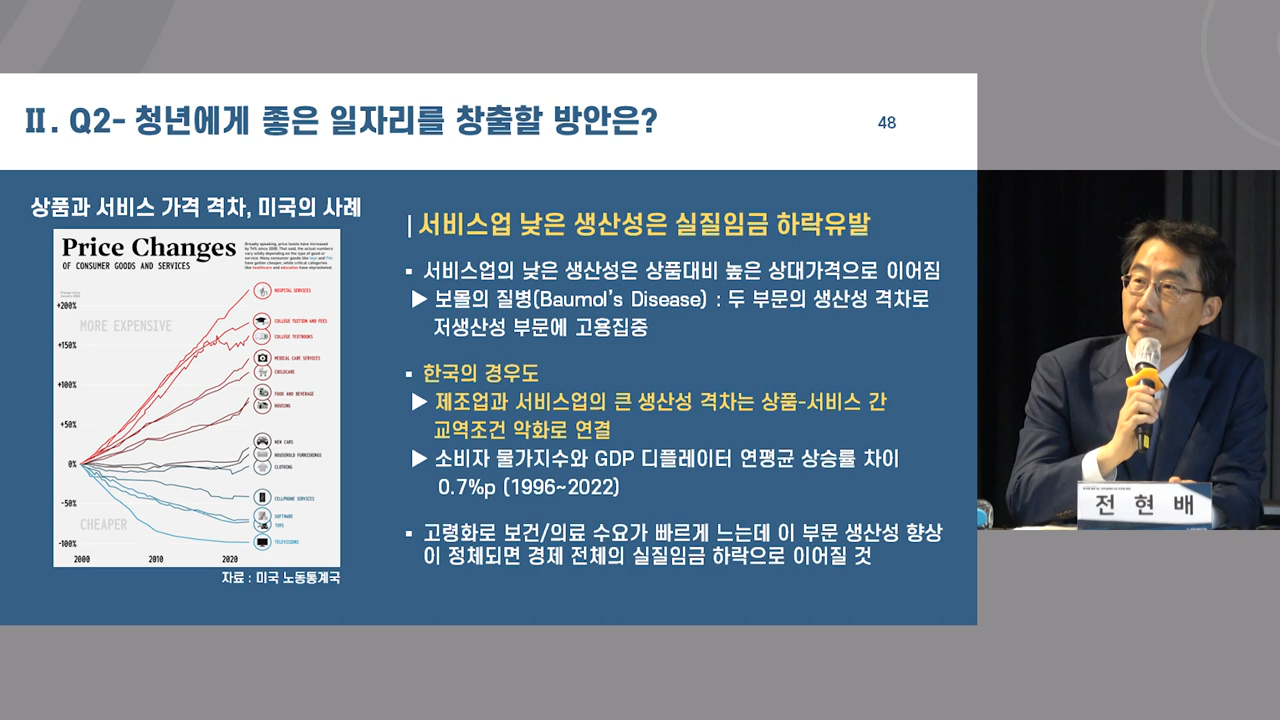 II. Q2- 청년에게 좋은 일자리를 창출할 방안은?
48
상품과 서비스 가격 격차, 미국의 사례
Price Changes
OF CONSUMER GOODS AND SERVICES
+200%
MORE EXPENSIVE
+150%
+100%
+50%
0%
-50%
CHEAPER
-100%
2000
2010
2020
HOSPITAL SERVICES
COLLEGE TUITION AND FEES
COLLEGE TEXTBOOKS
MEDICAL CARE SERVICES
CHILDCARE
FOOD AND BEVERAGE
HOUSING
NEW CARS
HOUSEHOLD FURNISHINGS
CLOTHING
CELLPHONE SERVICES
SOFTWARE
TOYS
TELEVISIONS
자료 : 미국 노동통계국
| 서비스업 낮은 생산성은 실질임금 하락유발
▪ 서비스업의 낮은 생산성은 상품대비 높은 상대가격으로 이어짐
▶ 보몰의 질병(Baumol's Disease) : 두 부문의 생산성 격차로
저생산성 부문에 고용집중
▪ 한국의 경우도
▶ 제조업과 서비스업의 큰 생산성 격차는 상품-서비스 간
교역조건 악화로 연결
▶ 소비자 물가지수와 GDP 디플레이터 연평균 상승률 차이
0.7%p (1996~2022)
▪ 고령화로 보건/의료 수요가 빠르게 느는데 이 부문 생산성 향상
이 정체되면 경제 전체의 실질임금 하락으로 이어질 것
전 현 배